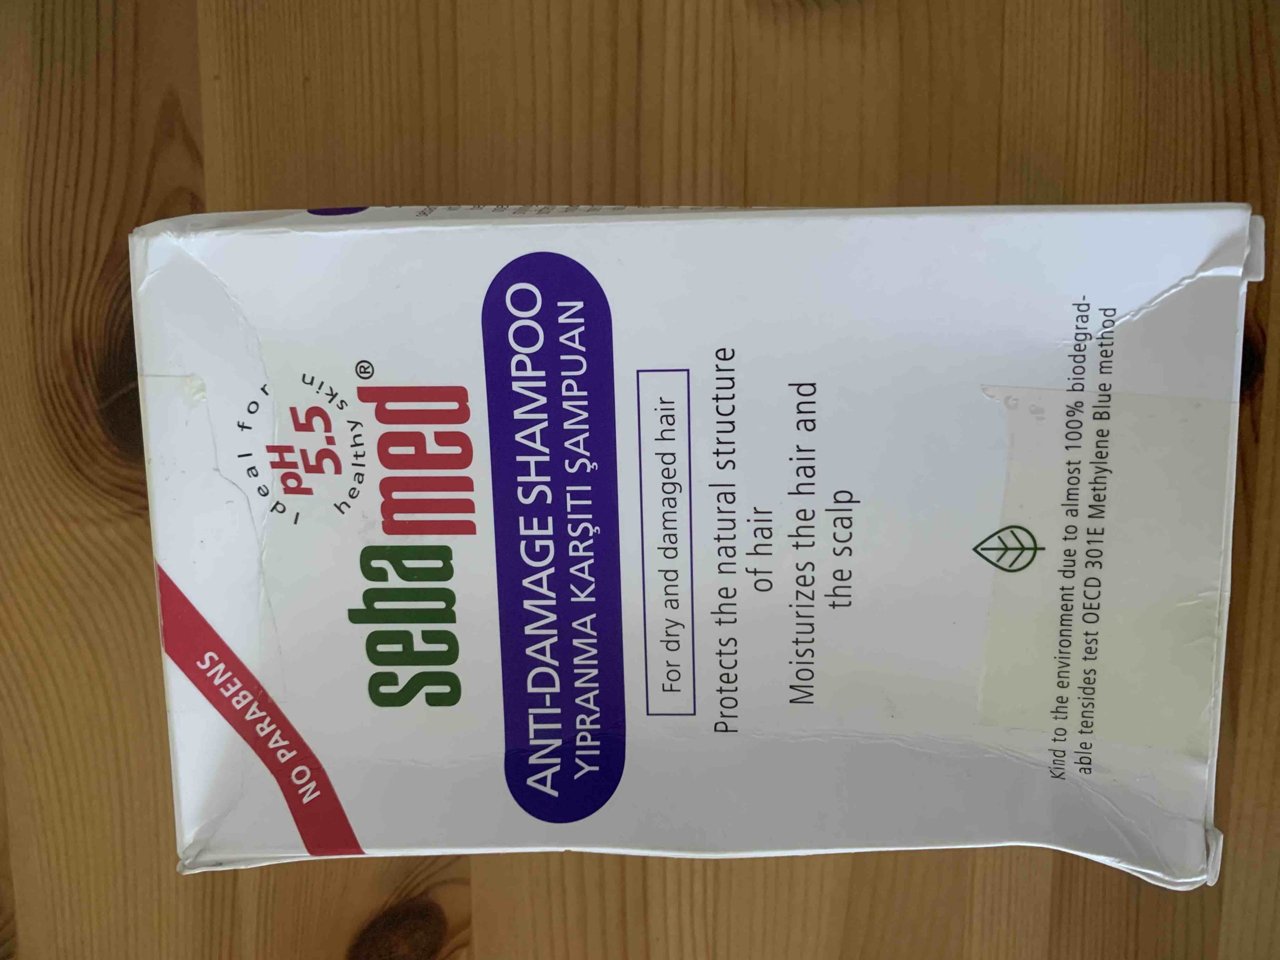 NO PARABENS
Ideal for
pH
5.5
healthy skin
sebamed®
ANTI-DAMAGE SHAMPOO
YIPRANMA KARŞITI ŞAMPUAN
For dry and damaged hair
Protects the natural structure
of hair
Moisturizes the hair and
the scalp
Kind to the environment due to almost 100% biodegrad-
able tensides test OECD 301E Methylene Blue method